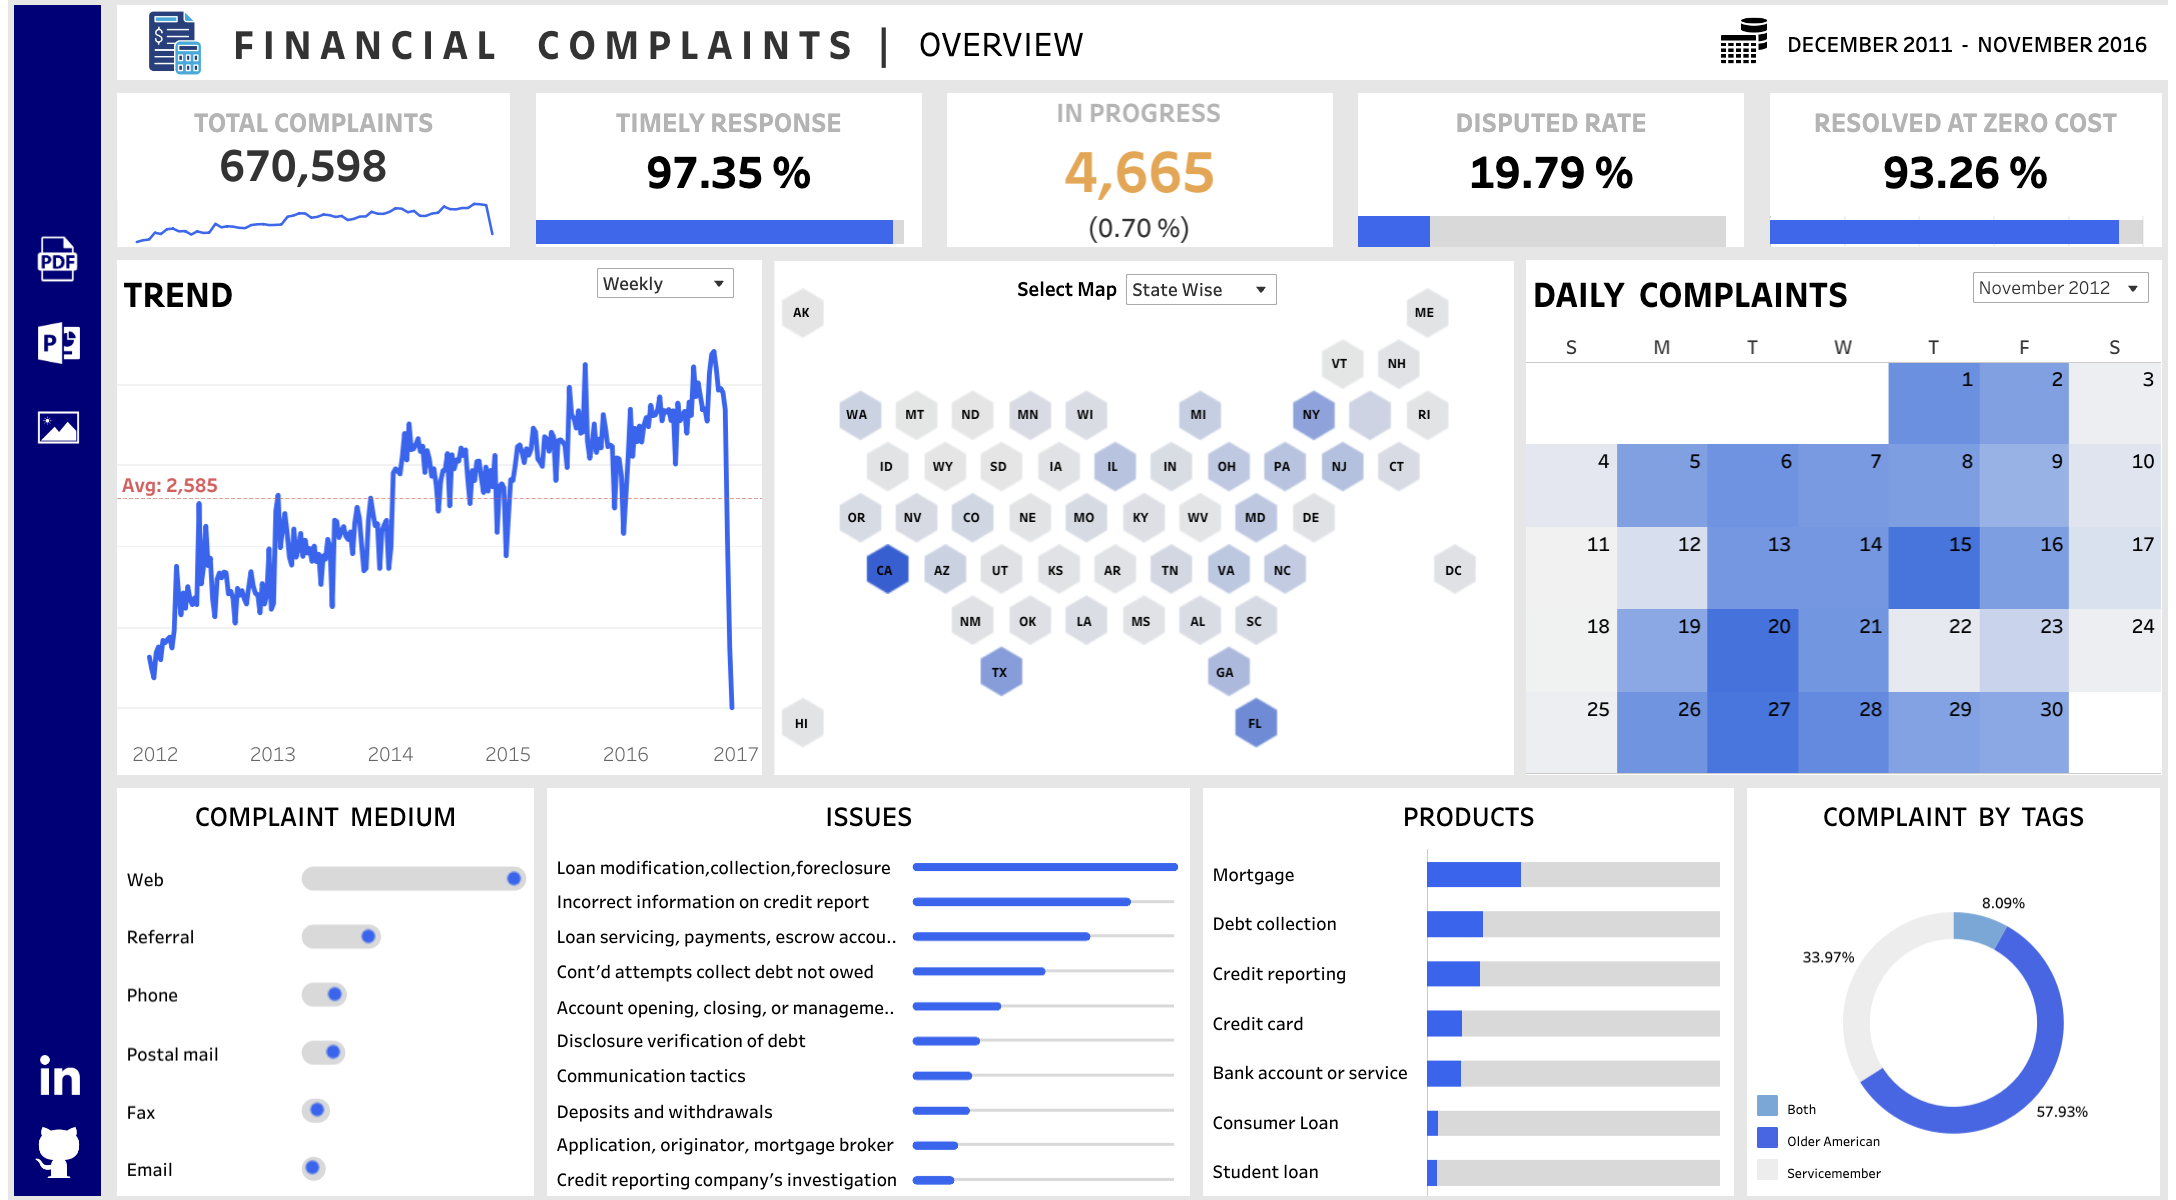 FINANCIAL COMPLAINTS | OVERVIEW
DECEMBER 2011 - NOVEMBER 2016
TOTAL COMPLAINTS
670,598
TIMELY RESPONSE
97.35 %
IN PROGRESS
4,665
(0.70 %)
DISPUTED RATE
19.79 %
RESOLVED AT ZERO COST
93.26 %
PDF
P
in
TREND
Weekly
Avg: 2,585
2012 2013 2014 2015 2016 2017
Select Map State Wise
AK ME
VT NH
WA MT ND MN WI MI NY RI
ID WY SD IA IL IN OH PA NJ CT
OR NV CO NE MO KY WV MD DE
CA AZ UT KS AR TN VA NC DC
NM OK LA MS AL SC
TX GA
HI FL
DAILY COMPLAINTS
November 2012
S M T W T F S
1 2 3
4 5 6 7 8 9 10
11 12 13 14 15 16 17
18 19 20 21 22 23 24
25 26 27 28 29 30
COMPLAINT MEDIUM
Web
Referral
Phone
Postal mail
Fax
Email
ISSUES
Loan modification,collection,foreclosure
Incorrect information on credit report
Loan servicing, payments, escrow accou..
Cont'd attempts collect debt not owed
Account opening, closing, or manageme..
Disclosure verification of debt
Communication tactics
Deposits and withdrawals
Application, originator, mortgage broker
Credit reporting company's investigation
PRODUCTS
Mortgage
Debt collection
Credit reporting
Credit card
Bank account or service
Consumer Loan
Student loan
COMPLAINT BY TAGS
8.09%
33.97%
57.93%
Both
Older American
Servicemember